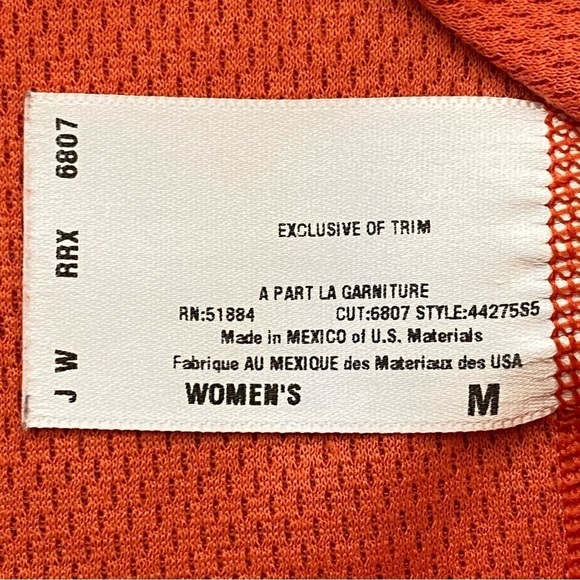 EXCLUSIVE OF TRIM
A PART LA GARNITURE
RN:51884 CUT:6807 STYLE:44275S5
Made in MEXICO of U.S. Materials
Fabrique AU MEXIQUE des Materiaux des USA
WOMEN'S M
J W RRX 6807